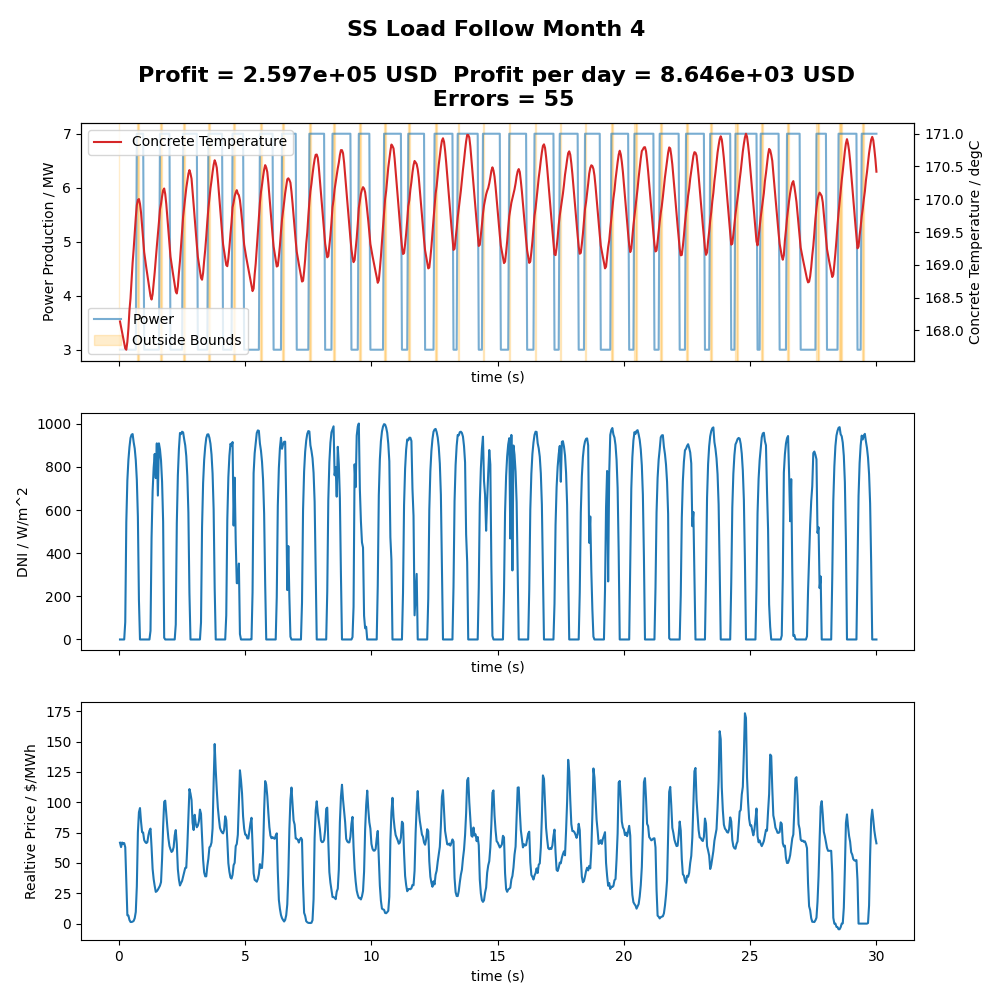 SS Load Follow Month 4
Profit = 2.597e+05 USD  Profit per day = 8.646e+03 USD
Errors = 55
Power Production / MW
7
6
5
4
3
Concrete Temperature
Power
Outside Bounds
171.0
170.5
170.0
169.5
169.0
168.5
168.0
Concrete Temperature / degC
time (s)
DNI / W/m^2
1000
800
600
400
200
0
time (s)
Realtive Price / $/MWh
175
150
125
100
75
50
25
0
0 5 10 15 20 25 30
time (s)